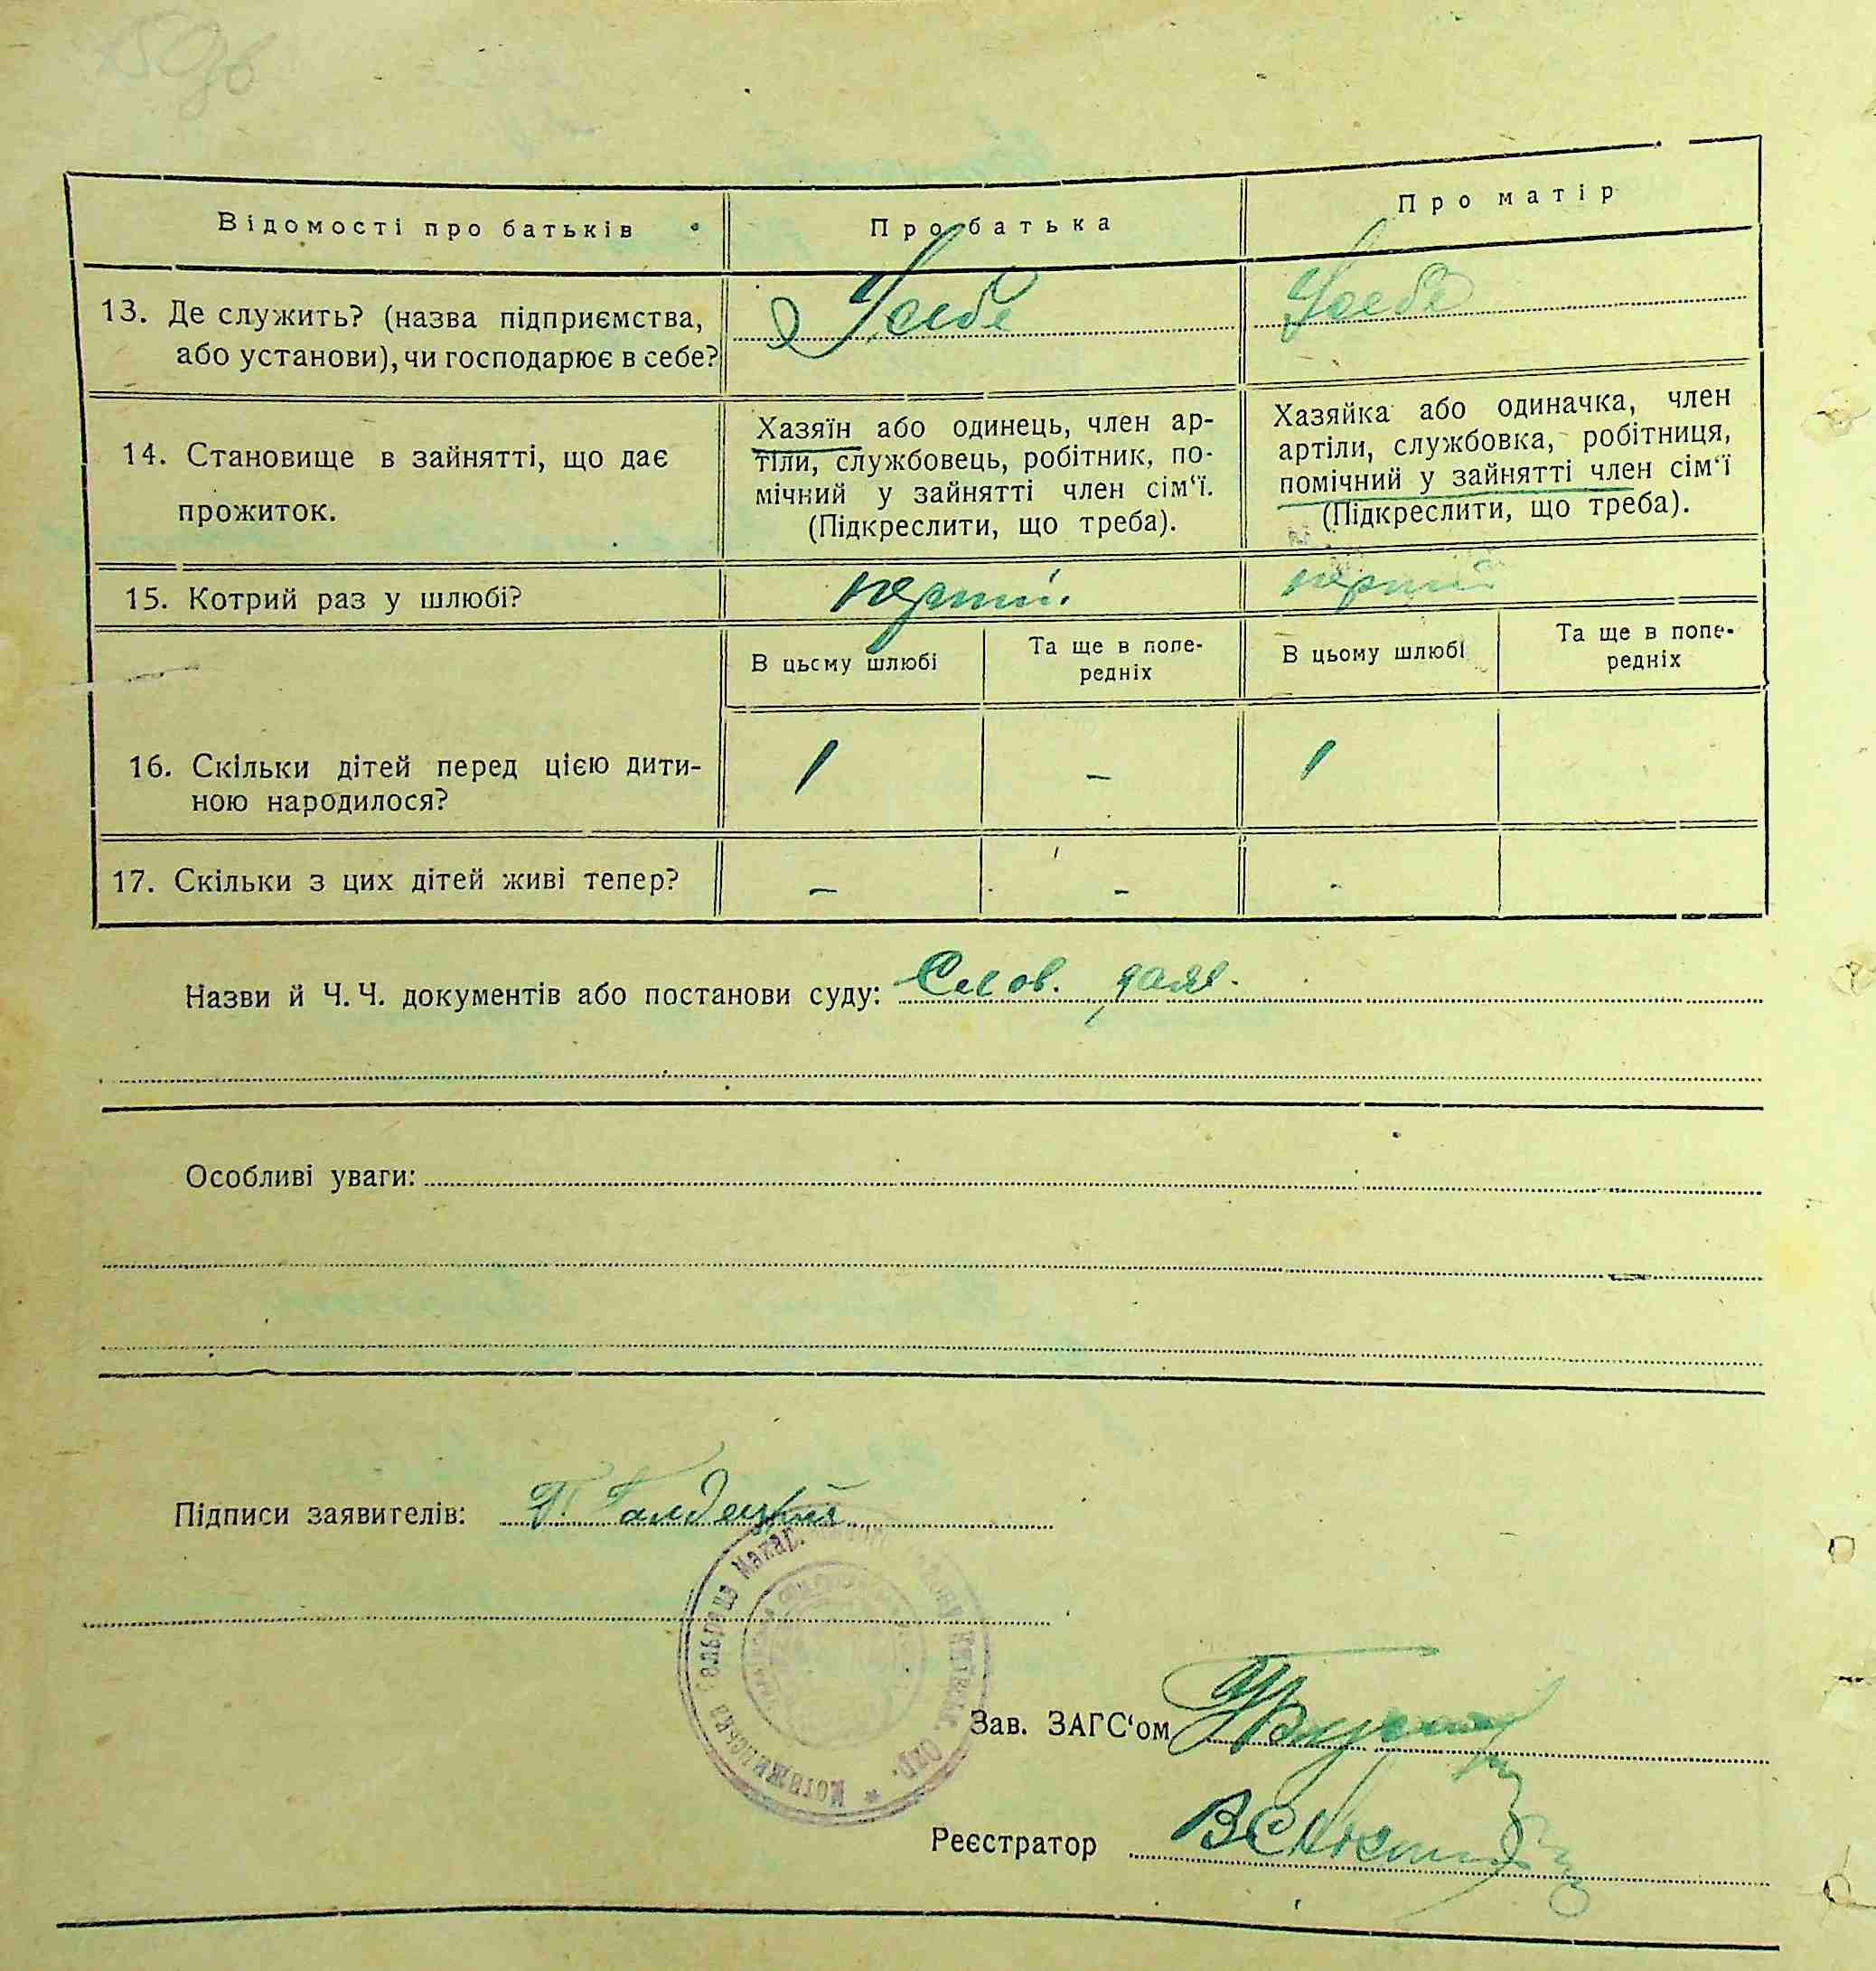 Відомості про батьків
Про батька
Про матір
13. Де служить? (назва підприємства,
або установи), чи господарює в себе?
У себе
У себе
14. Становище в зайнятті, що дає
прожиток.
Хазяїн або одинець, член ар-
тіли, службовець, робітник, по-
мічний у зайнятті член сім‘ї.
(Підкреслити, що треба).
Хазяйка або одиначка, член
артіли, службовка, робітниця,
помічний у зайнятті член сім‘ї
(Підкреслити, що треба).
15. Котрий раз у шлюбі?
перший.
перший
В цьому шлюбі
Та ще в попе-
редніх
В цьому шлюбі
Та ще в попе-
редніх
16. Скільки дітей перед цією дити-
ною народилося?
1
–
1
17. Скільки з цих дітей живі тепер?
–
–
-
Назви й Ч. Ч. документів або постанови суду:
Особливі уваги:
Підписи заявителів:
Зав. ЗАГС‘ом
Реєстратор